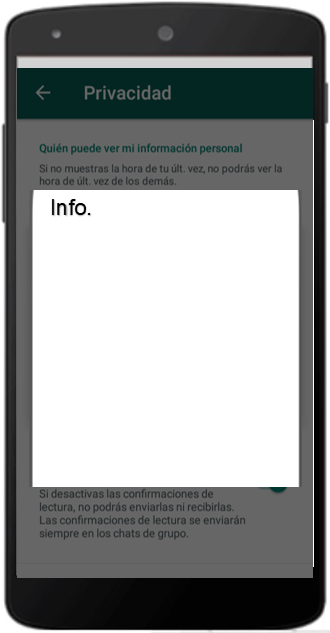 Privacidad
Quién puede ver mi información personal
Si no muestras la hora de tu últ. vez, no podrás ver la
hora de últ. vez de los demás.
Info.
Si desactivas las confirmaciones de
lectura, no podrás enviarlas ni recibirlas.
Las confirmaciones de lectura se enviarán
siempre en los chats de grupo.